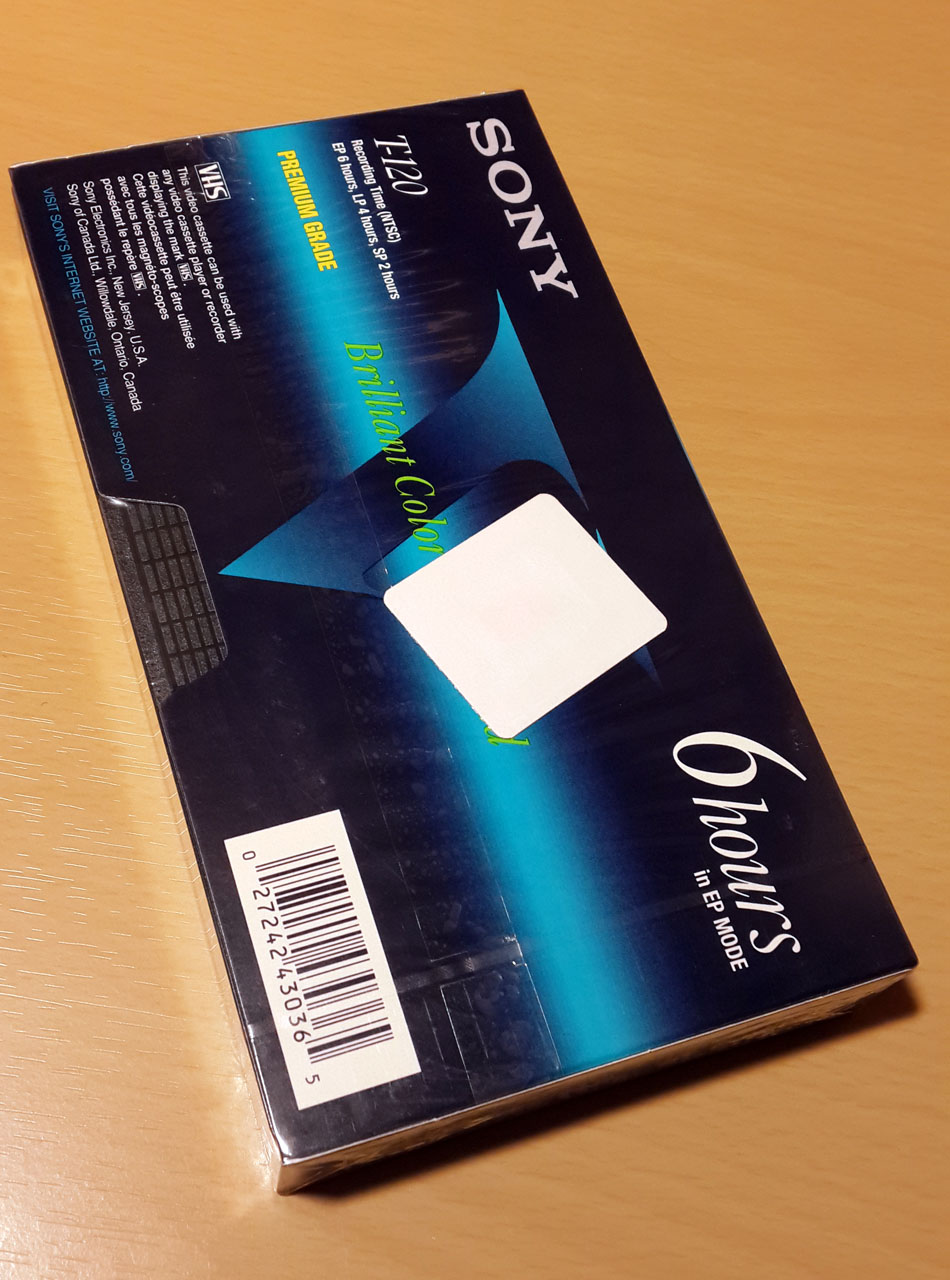 SONY
T-120
Recording Time (NTSC)
EP 6 hours, LP 4 hours, SP 2 hours
PREMIUM GRADE
Brilliant Color
6 hours
in EP MODE
VHS
This video cassette can be used with
any video cassette player or recorder
displaying the mark VHS.
Cette vidéocassette peut être utilisée
avec tous les magnéto-scopes
possédant le repère VHS.
Sony Electronics Inc., New Jersey, U.S.A.
Sony of Canada Ltd., Willowdale, Ontario, Canada
VISIT SONY'S INTERNET WEBSITE AT: http://www.sony.com/
0 27242 43036 5